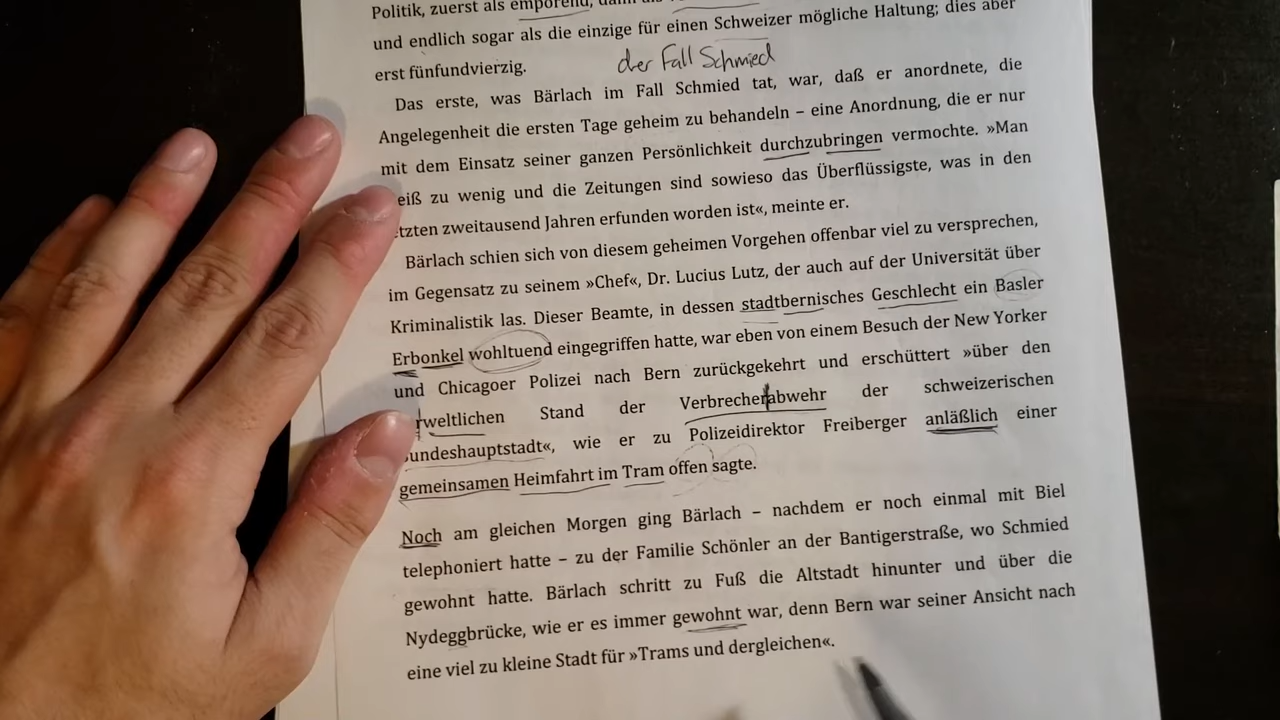 Politik, zuerst als empörend, dann als
und endlich sogar als die einzige für einen Schweizer mögliche Haltung; dies aber
erst fünfundvierzig.
der Fall Schmied
Das erste, was Bärlach im Fall Schmied tat, war, daß er anordnete, die
Angelegenheit die ersten Tage geheim zu behandeln – eine Anordnung, die er nur
mit dem Einsatz seiner ganzen Persönlichkeit durchzubringen vermochte. »Man
eiß zu wenig und die Zeitungen sind sowieso das Überflüssigste, was in den
etzten zweitausend Jahren erfunden worden ist«, meinte er.
Bärlach schien sich von diesem geheimen Vorgehen offenbar viel zu versprechen,
im Gegensatz zu seinem »Chef«, Dr. Lucius Lutz, der auch auf der Universität über
Kriminalistik las. Dieser Beamte, in dessen stadtbernisches Geschlecht ein Basler
Erbonkel wohltuend eingegriffen hatte, war eben von einem Besuch der New Yorker
und Chicagoer Polizei nach Bern zurückgekehrt und erschüttert »über den
rweltlichen Stand der Verbrecherabwehr der schweizerischen
undeshauptstadt«, wie er zu Polizeidirektor Freiberger anläßlich einer
gemeinsamen Heimfahrt im Tram offen sagte.
Noch am gleichen Morgen ging Bärlach – nachdem er noch einmal mit Biel
telephoniert hatte – zu der Familie Schönler an der Bantigerstraße, wo Schmied
gewohnt hatte. Bärlach schritt zu Fuß die Altstadt hinunter und über die
Nydeggbrücke, wie er es immer gewohnt war, denn Bern war seiner Ansicht nach
eine viel zu kleine Stadt für »Trams und dergleichen«.